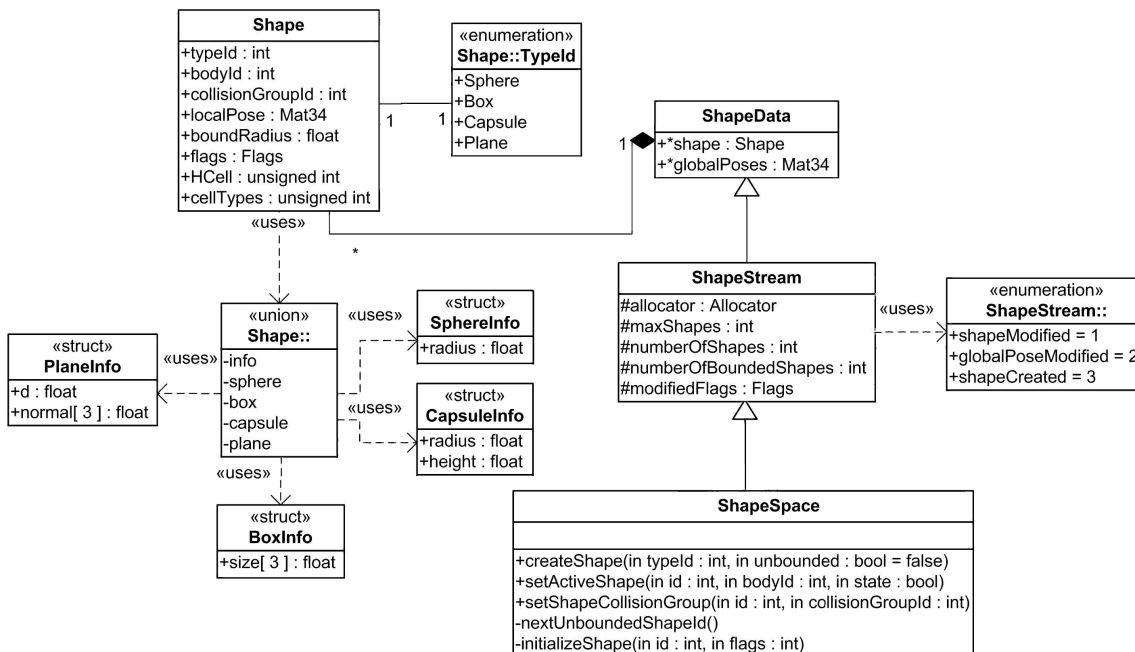 Shape
+typeId : int
+bodyId : int
+collisionGroupId : int
+localPose : Mat34
+boundRadius : float
+flags : Flags
+HCell : unsigned int
+cellTypes : unsigned int
«enumeration»
Shape::TypeId
+Sphere
+Box
+Capsule
+Plane
1
1
ShapeData
+*shape : Shape
+*globalPoses : Mat34
1
*
«uses»
ShapeStream
#allocator : Allocator
#maxShapes : int
#numberOfShapes : int
#numberOfBoundedShapes : int
#modifiedFlags : Flags
«uses»
«enumeration»
ShapeStream::
+shapeModified = 1
+globalPoseModified = 2
+shapeCreated = 3
«union»
Shape::
-info
-sphere
-box
-capsule
-plane
«uses»
«struct»
SphereInfo
+radius : float
«uses»
«struct»
PlaneInfo
+d : float
+normal[ 3 ] : float
«uses»
«struct»
CapsuleInfo
+radius : float
+height : float
«uses»
«struct»
BoxInfo
+size[ 3 ] : float
ShapeSpace
+createShape(in typeId : int, in unbounded : bool = false)
+setActiveShape(in id : int, in bodyId : int, in state : bool)
+setShapeCollisionGroup(in id : int, in collisionGroupId : int)
-nextUnboundedShapeId()
-initializeShape(in id : int, in flags : int)